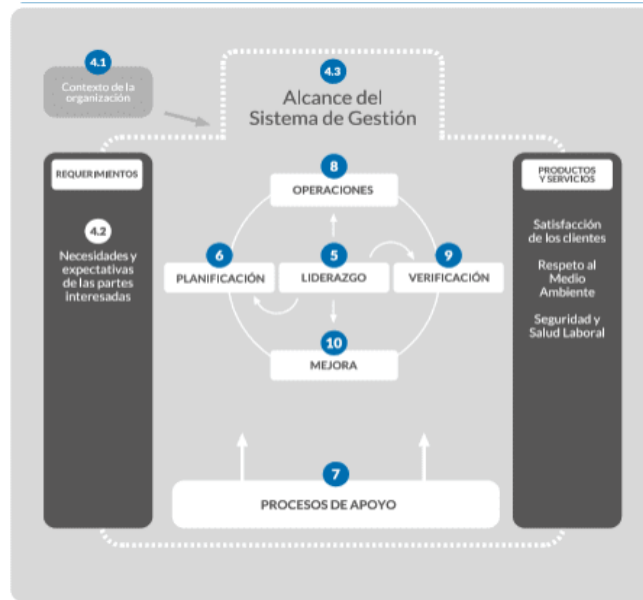 4.1
Contexto de la
organización
4.3
Alcance del
Sistema de Gestión
REQUERIMIENTOS
4.2
Necesidades y
expectativas
de las partes
interesadas
8
OPERACIONES
6
PLANIFICACIÓN
5
LIDERAZGO
9
VERIFICACIÓN
10
MEJORA
7
PROCESOS DE APOYO
PRODUCTOS
Y SERVICIOS
Satisfacción
de los clientes
Respeto al
Medio
Ambiente
Seguridad y
Salud Laboral